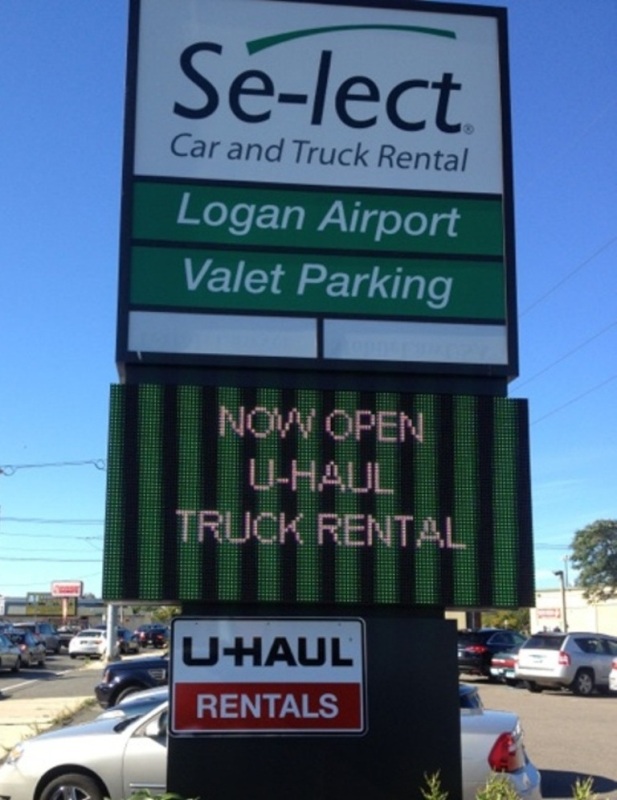 Se-lect®
Car and Truck Rental
Logan Airport
Valet Parking
NOW OPEN
U-HAUL
TRUCK RENTAL
U-HAUL
RENTALS